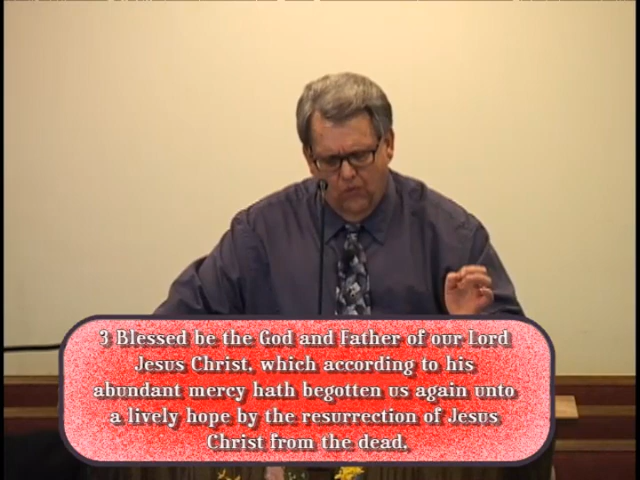 3 Blessed be the God and Father of our Lord
Jesus Christ, which according to his
abundant mercy hath begotten us again unto
a lively hope by the resurrection of Jesus
Christ from the dead,